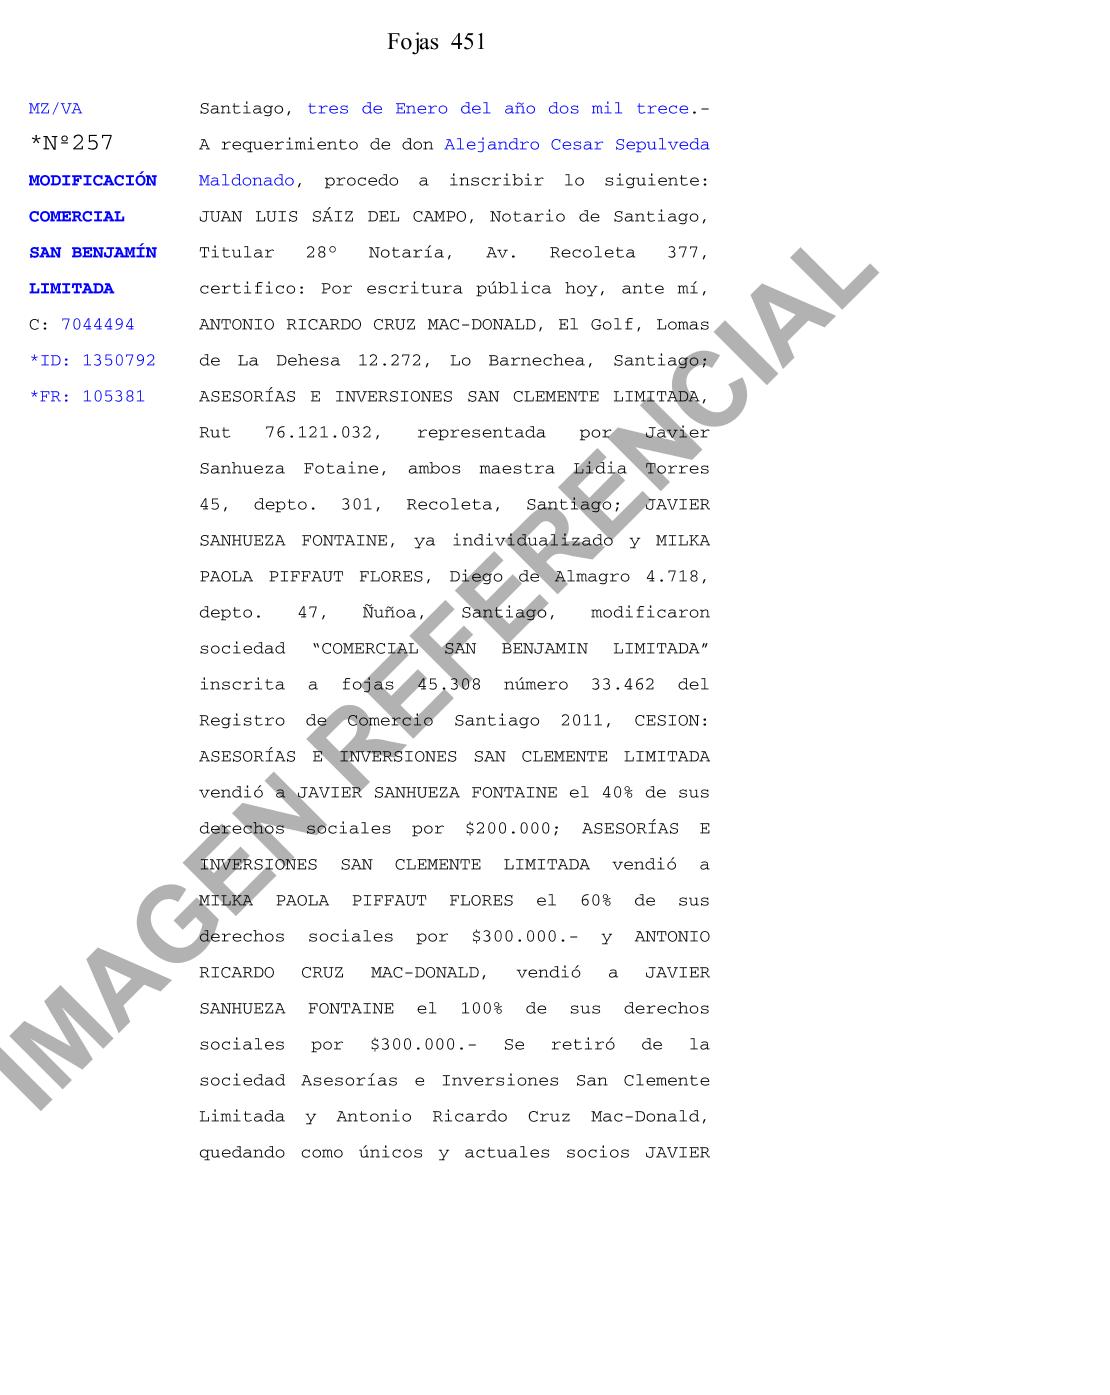 Fojas 451
MZ/VA
*Nº257
MODIFICACIÓN
COMERCIAL
SAN BENJAMÍN
LIMITADA
C: 7044494
*ID: 1350792
*FR: 105381
Santiago, tres de Enero del año dos mil trece.-
A requerimiento de don Alejandro Cesar Sepulveda
Maldonado, procedo a inscribir lo siguiente:
JUAN LUIS SÁIZ DEL CAMPO, Notario de Santiago,
Titular 28º Notaría, Av. Recoleta 377,
certifico: Por escritura pública hoy, ante mí,
ANTONIO RICARDO CRUZ MAC-DONALD, El Golf, Lomas
de La Dehesa 12.272, Lo Barnechea, Santiago;
ASESORÍAS E INVERSIONES SAN CLEMENTE LIMITADA,
Rut 76.121.032, representada por Javier
Sanhueza Fotaine, ambos maestra Lidia Torres
45, depto. 301, Recoleta, Santiago; JAVIER
SANHUEZA FONTAINE, ya individualizado y MILKA
PAOLA PIFFAUT FLORES, Diego de Almagro 4.718,
depto. 47, Ñuñoa, Santiago, modificaron
sociedad “COMERCIAL SAN BENJAMIN LIMITADA”
inscrita a fojas 45.308 número 33.462 del
Registro de Comercio Santiago 2011, CESION:
ASESORÍAS E INVERSIONES SAN CLEMENTE LIMITADA
vendió a JAVIER SANHUEZA FONTAINE el 40% de sus
derechos sociales por $200.000; ASESORÍAS E
INVERSIONES SAN CLEMENTE LIMITADA vendió a
MILKA PAOLA PIFFAUT FLORES el 60% de sus
derechos sociales por $300.000.- y ANTONIO
RICARDO CRUZ MAC-DONALD, vendió a JAVIER
SANHUEZA FONTAINE el 100% de sus derechos
sociales por $300.000.- Se retiró de la
sociedad Asesorías e Inversiones San Clemente
Limitada y Antonio Ricardo Cruz Mac-Donald,
quedando como únicos y actuales socios JAVIER
IMAGEN REFERENCIAL